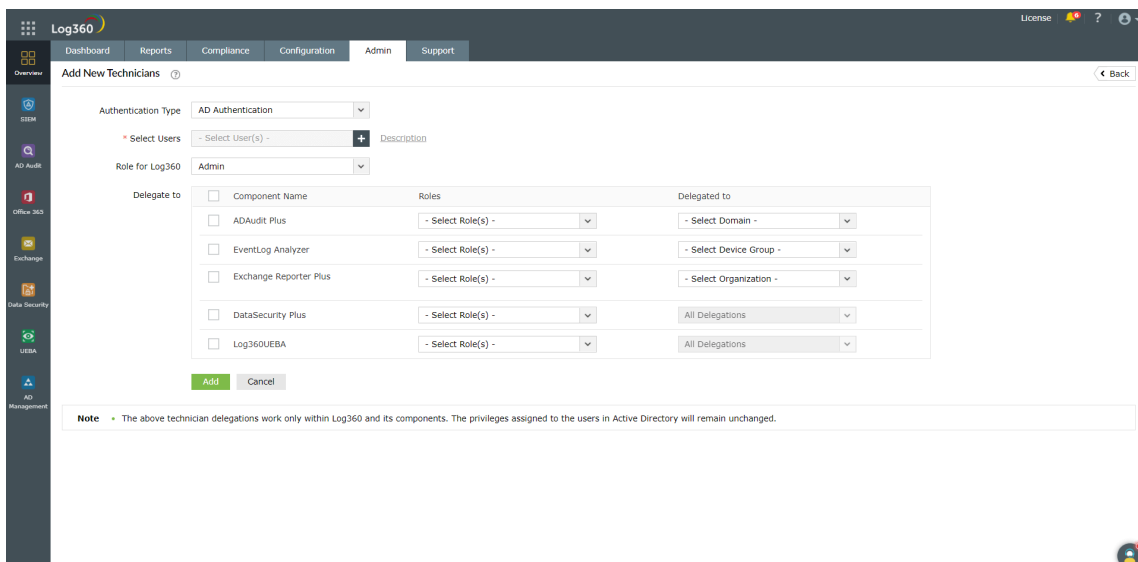 Log360
License
6
?
Dashboard Reports Compliance Configuration Admin Support
Overview
SIEM
AD Audit
Office 365
Exchange
Data Security
UEBA
AD
Management
Add New Technicians ?
Back
Authentication Type AD Authentication
* Select Users - Select User(s) - + Description
Role for Log360 Admin
Delegate to Component Name Roles Delegated to
ADAudit Plus - Select Role(s) - - Select Domain -
EventLog Analyzer - Select Role(s) - - Select Device Group -
Exchange Reporter Plus - Select Role(s) - - Select Organization -
DataSecurity Plus - Select Role(s) - All Delegations
Log360UEBA - Select Role(s) - All Delegations
Add Cancel
Note • The above technician delegations work only within Log360 and its components. The privileges assigned to the users in Active Directory will remain unchanged.